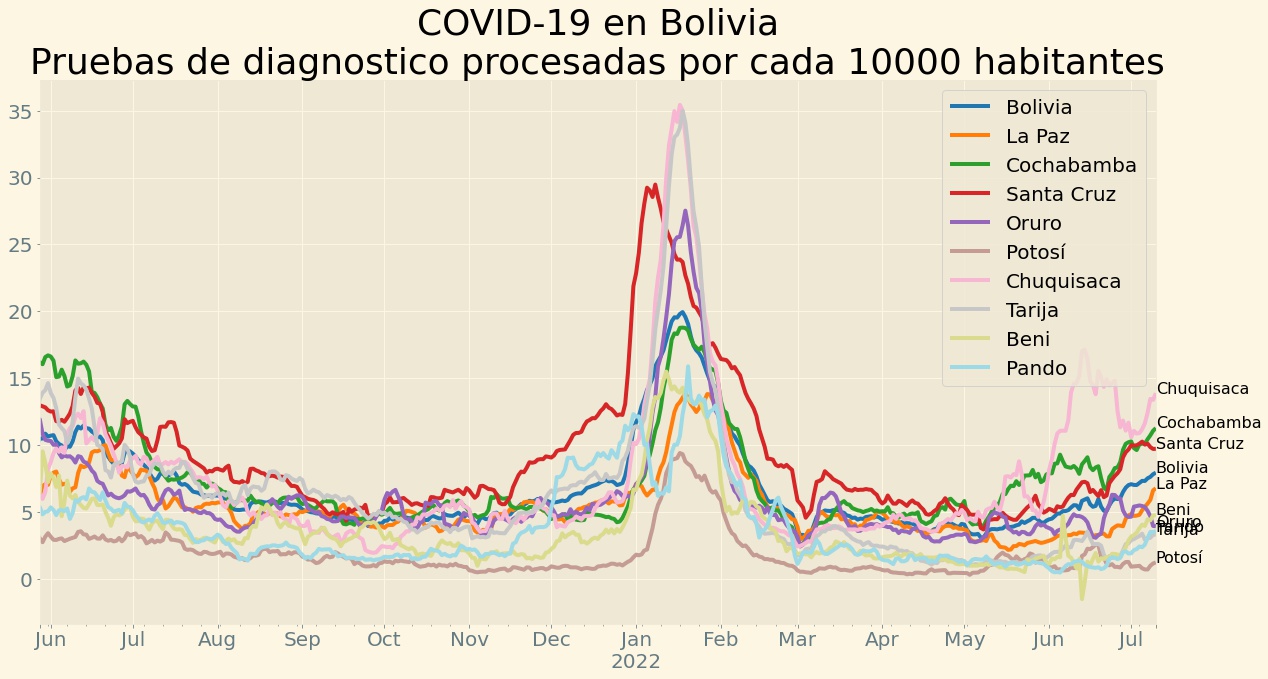 COVID-19 en Bolivia
Pruebas de diagnostico procesadas por cada 10000 habitantes
35
30
25
20
15
10
5
0
Bolivia
La Paz
Cochabamba
Santa Cruz
Oruro
Potosí
Chuquisaca
Tarija
Beni
Pando
Chuquisaca
Cochabamba
Santa Cruz
Bolivia
La Paz
Beni
Oruro
Tarija
Potosí
Jun Jul Aug Sep Oct Nov Dec Jan Feb Mar Apr May Jun Jul
2022